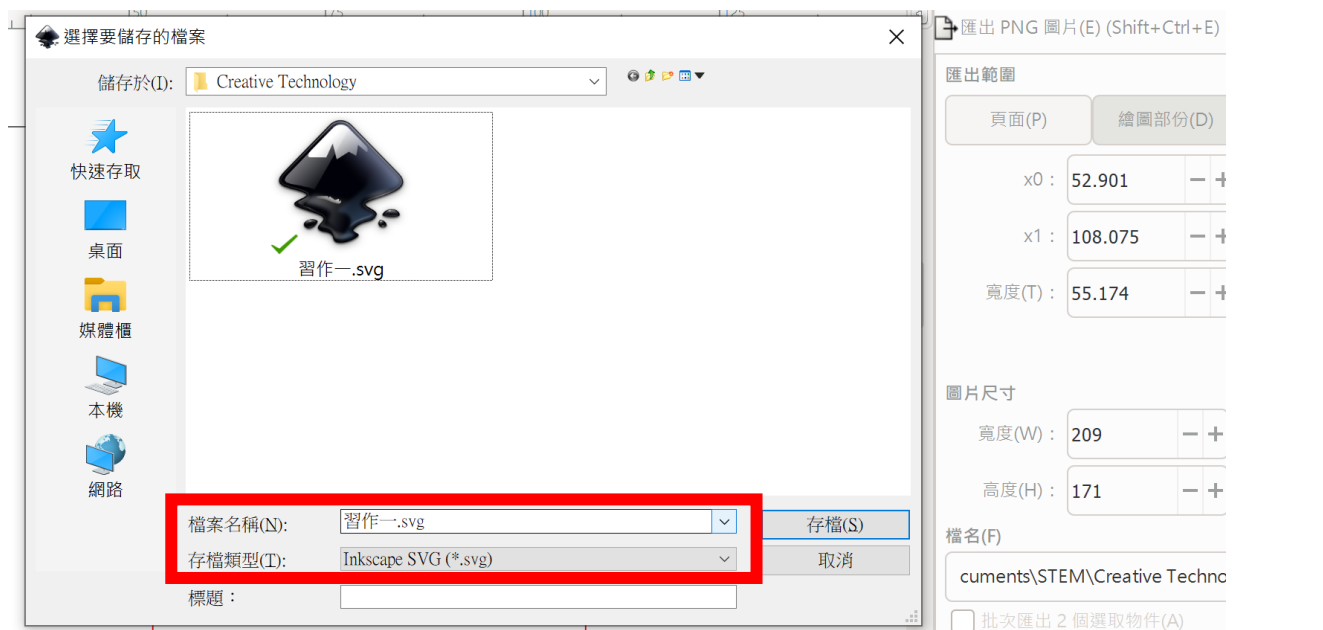 選擇要儲存的檔案
儲存於(I):
Creative Technology
快速存取
桌面
媒體櫃
本機
網路
習作一.svg
檔案名稱(N):
習作一.svg
存檔(S)
存檔類型(T):
Inkscape SVG (*.svg)
取消
標題：
匯出 PNG 圖片(E) (Shift+Ctrl+E)
匯出範圍
頁面(P)
繪圖部份(D)
x0：
52.901
x1：
108.075
寬度(T)：
55.174
圖片尺寸
寬度(W)：
209
高度(H)：
171
檔名(F)
cuments\STEM\Creative Techno
批次匯出 2 個選取物件(A)